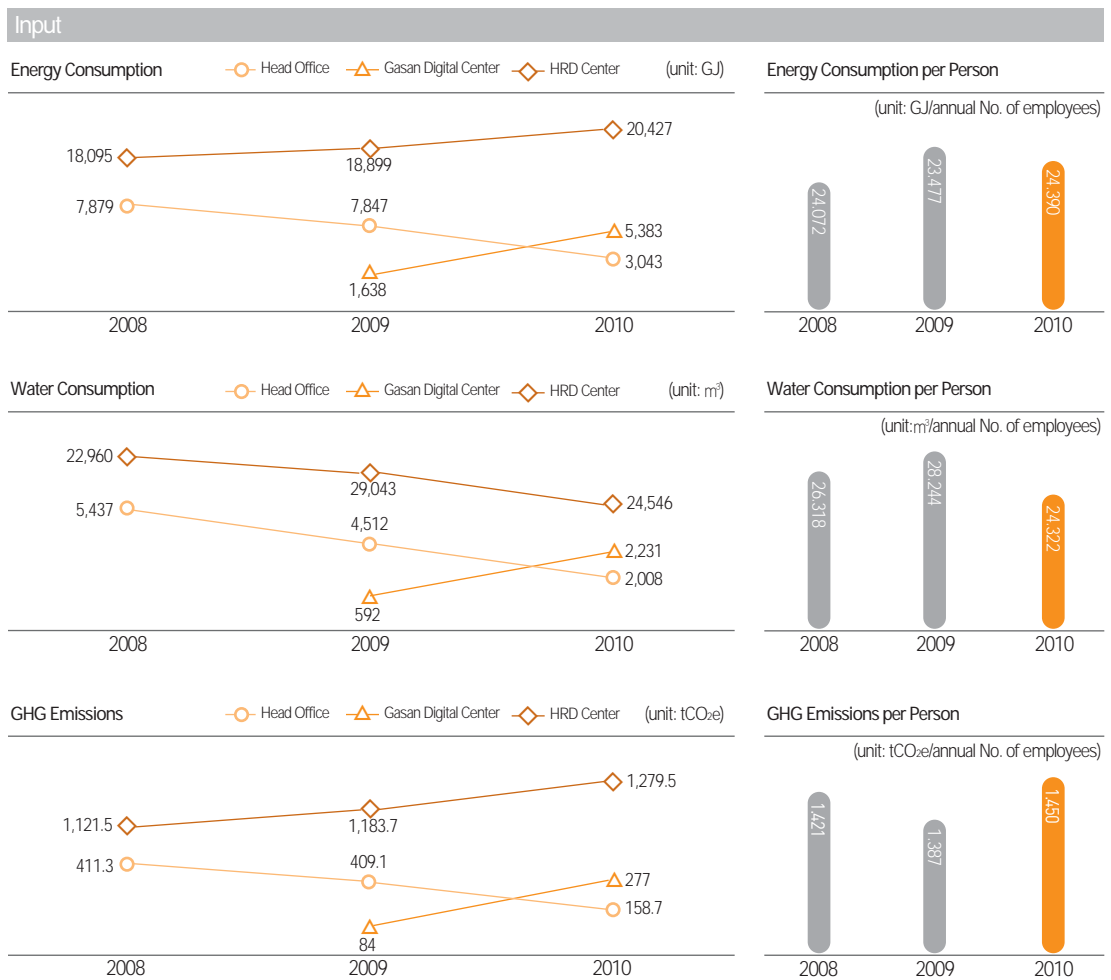 Input
Energy Consumption
Head Office
Gasan Digital Center
HRD Center
(unit: GJ)
18,095
18,899
20,427
7,879
7,847
5,383
3,043
1,638
2008
2009
2010
Energy Consumption per Person
(unit: GJ/annual No. of employees)
24.072
23.477
24.390
2008
2009
2010
Water Consumption
Head Office
Gasan Digital Center
HRD Center
(unit: m³)
22,960
29,043
24,546
5,437
4,512
2,231
2,008
592
2008
2009
2010
Water Consumption per Person
(unit:m³/annual No. of employees)
26.318
28.244
24.322
2008
2009
2010
GHG Emissions
Head Office
Gasan Digital Center
HRD Center
(unit: tCO₂e)
1,121.5
1,183.7
1,279.5
411.3
409.1
277
158.7
84
2008
2009
2010
GHG Emissions per Person
(unit: tCO₂e/annual No. of employees)
1.421
1.387
1.450
2008
2009
2010